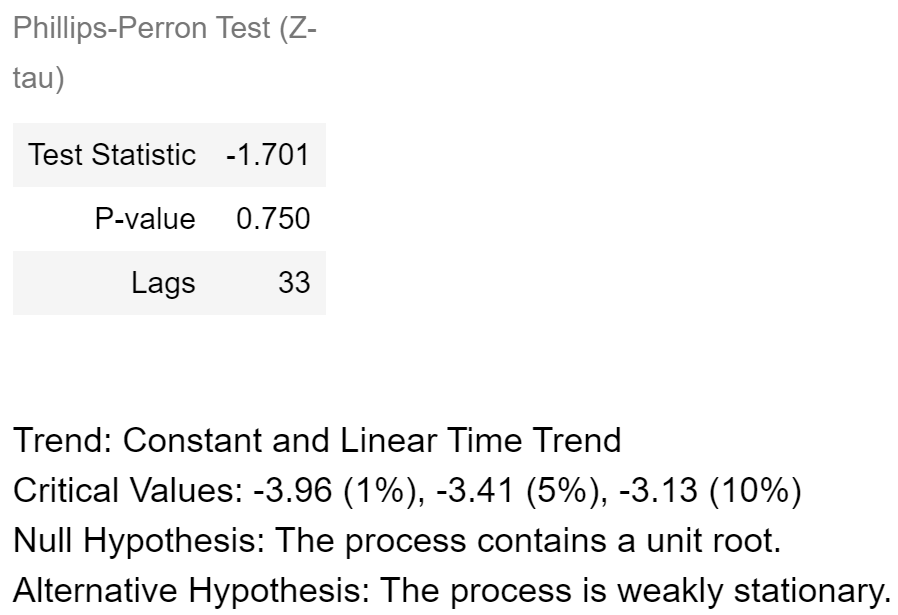 Phillips-Perron Test (Z-
tau)
Test Statistic -1.701
P-value 0.750
Lags 33
Trend: Constant and Linear Time Trend
Critical Values: -3.96 (1%), -3.41 (5%), -3.13 (10%)
Null Hypothesis: The process contains a unit root.
Alternative Hypothesis: The process is weakly stationary.